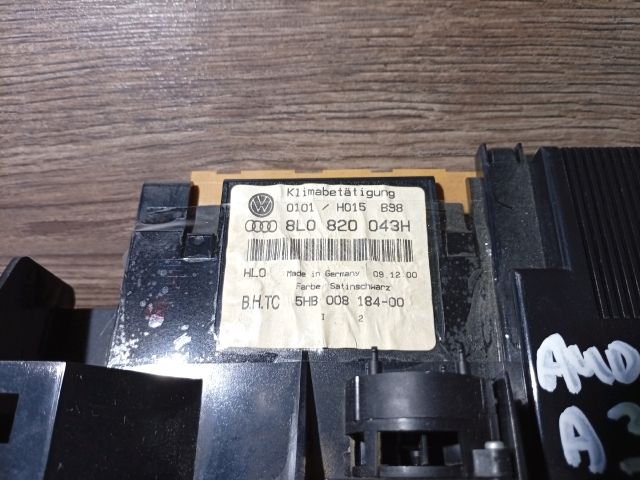 Klimabetätigung
0101 / H015 B98
8L0 820 043H
HLO Made in Germany 09.12.00
Farbe: Satinschwarz
B.H.TC 5HB 008 184-00
1 2
A